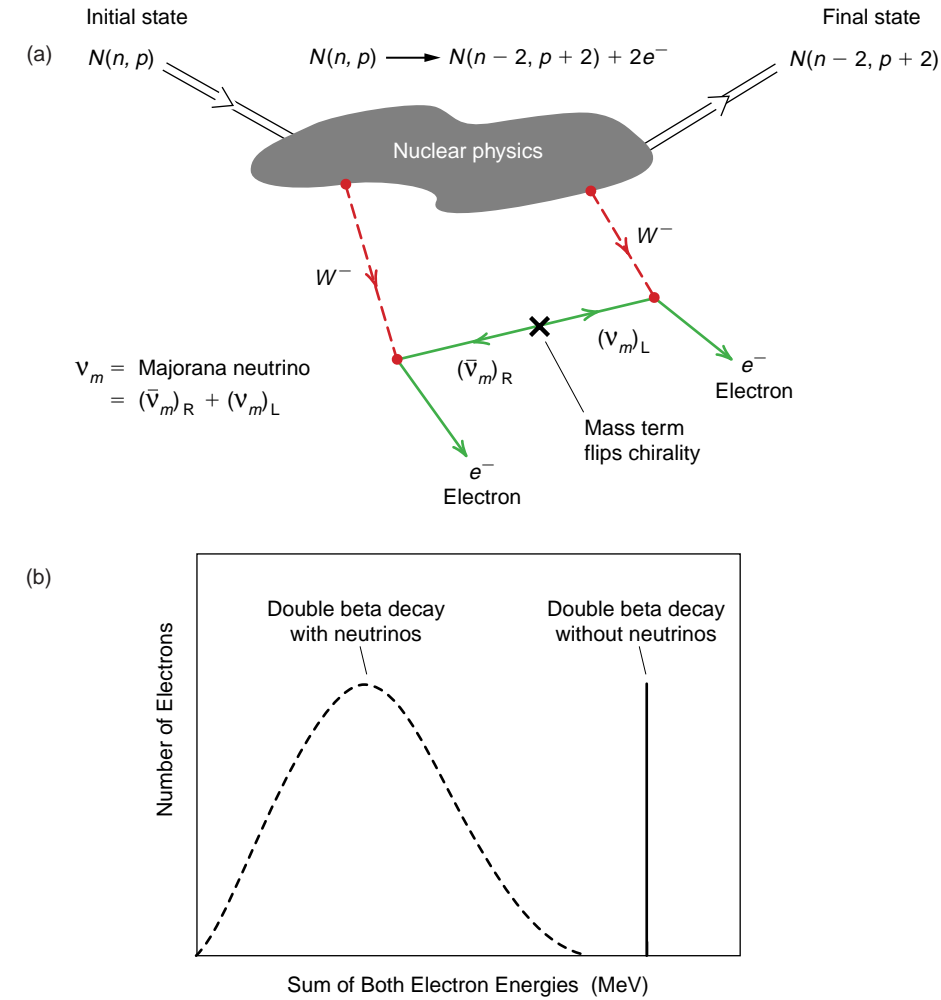 Initial state
Final state
(a)
N(n, p)
N(n, p) ⟶ N(n − 2, p + 2) + 2e⁻
N(n − 2, p + 2)
Nuclear physics
W⁻
W⁻
(ν̄ₘ)R
(νₘ)L
νₘ = Majorana neutrino
= (ν̄ₘ)R + (νₘ)L
e⁻
Electron
Mass term
flips chirality
e⁻
Electron
(b)
Double beta decay
with neutrinos
Double beta decay
without neutrinos
Number of Electrons
Sum of Both Electron Energies (MeV)